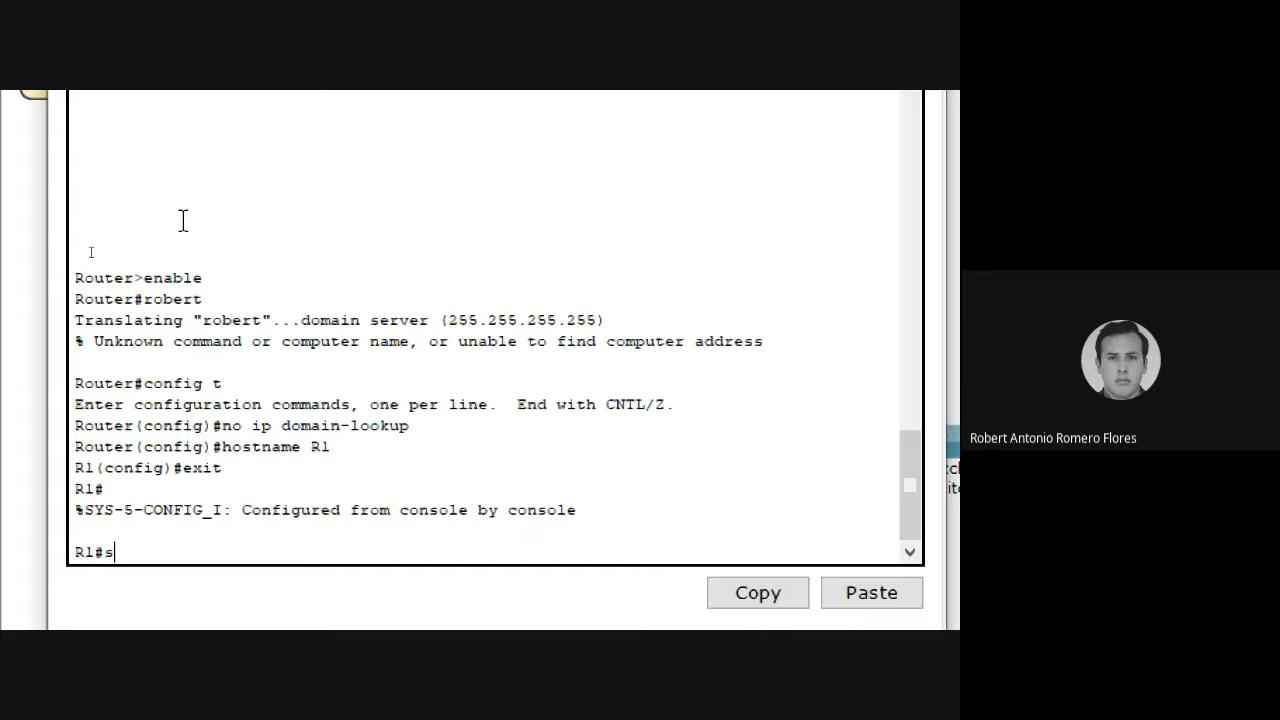 Router>enable
Router#robert
Translating "robert"...domain server (255.255.255.255)
% Unknown command or computer name, or unable to find computer address
Router#config t
Enter configuration commands, one per line.  End with CNTL/Z.
Router(config)#no ip domain-lookup
Router(config)#hostname R1
R1(config)#exit
R1#
%SYS-5-CONFIG_I: Configured from console by console
R1#s
Copy
Paste
Robert Antonio Romero Flores